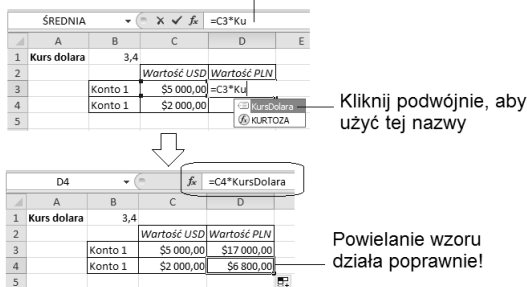 ŚREDNIA =C3*Ku
A B C D E
1 Kurs dolara 3,4
2 Wartość USD Wartość PLN
3 Konto 1 $5 000,00 =C3*Ku
4 Konto 1 $2 000,00 KursDolara
5 KURTOZA
Kliknij podwójnie, aby
użyć tej nazwy
D4 fx =C4*KursDolara
A B C D
1 Kurs dolara 3,4
2 Wartość USD Wartość PLN
3 Konto 1 $5 000,00 $17 000,00
4 Konto 1 $2 000,00 $6 800,00
5
Powielanie wzoru
działa poprawnie!